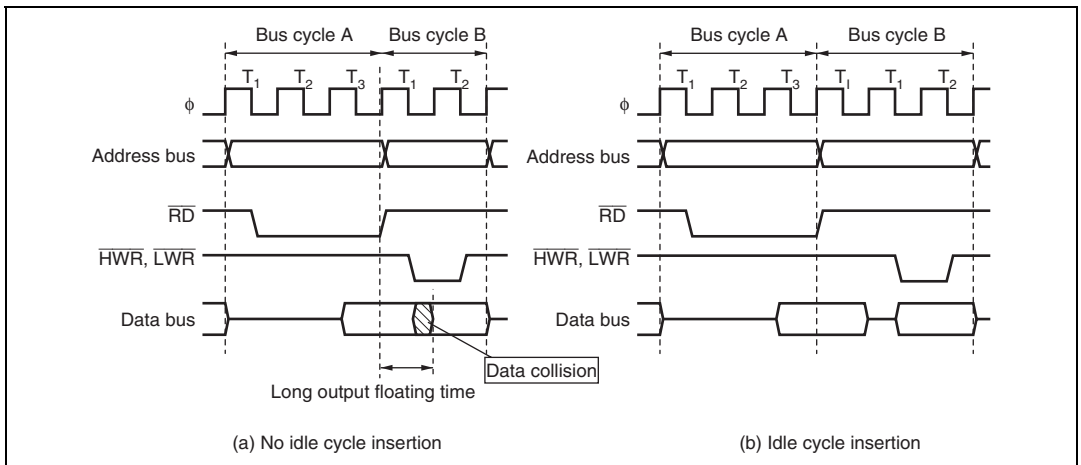 Bus cycle A Bus cycle B
T1 T2 T3 T1 T2
φ
Address bus
RD
HWR, LWR
Data bus
Data collision
Long output floating time
(a) No idle cycle insertion
Bus cycle A Bus cycle B
T1 T2 T3 TI T1 T2
φ
Address bus
RD
HWR, LWR
Data bus
(b) Idle cycle insertion